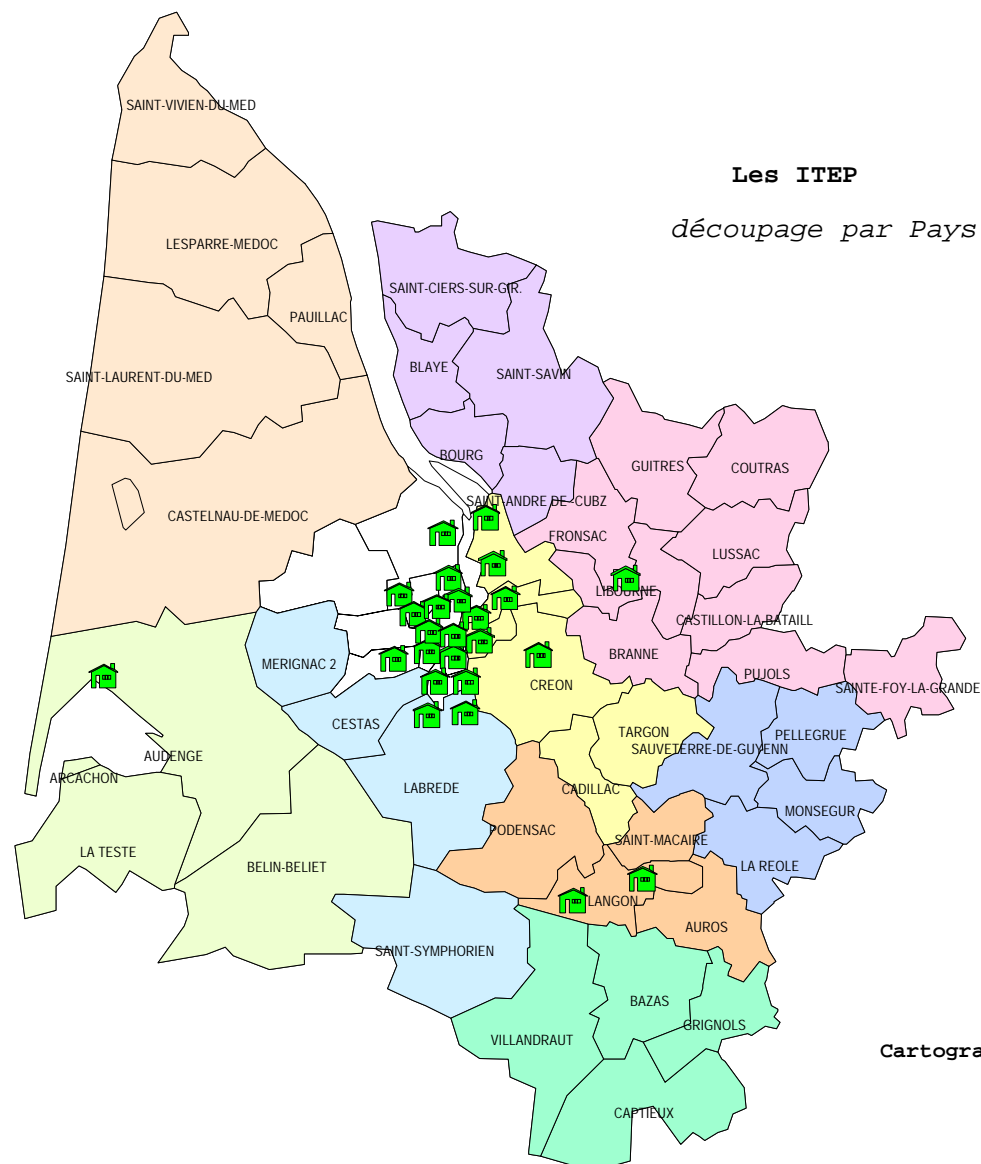 SAINT-VIVIEN-DU-MED
Les ITEP
découpage par Pays
LESPARRE-MEDOC
SAINT-CIERS-SUR-GIR.
PAUILLAC
BLAYE
SAINT-SAVIN
SAINT-LAURENT-DU-MED
BOURG
GUITRES
COUTRAS
SAINT-ANDRE-DE-CUBZ
CASTELNAU-DE-MEDOC
FRONSAC
LUSSAC
LIBOURNE
CASTILLON-LA-BATAILL
BRANNE
MERIGNAC 2
PUJOLS
CREON
SAINTE-FOY-LA-GRANDE
CESTAS
TARGON
PELLEGRUE
SAUVETERRE-DE-GUYENN
AUDENGE
ARCACHON
LABREDE
CADILLAC
MONSEGUR
PODENSAC
SAINT-MACAIRE
LA TESTE
BELIN-BELIET
LA REOLE
LANGON
AUROS
SAINT-SYMPHORIEN
BAZAS
GRIGNOLS
VILLANDRAUT
Cartogra
CAPTIEUX